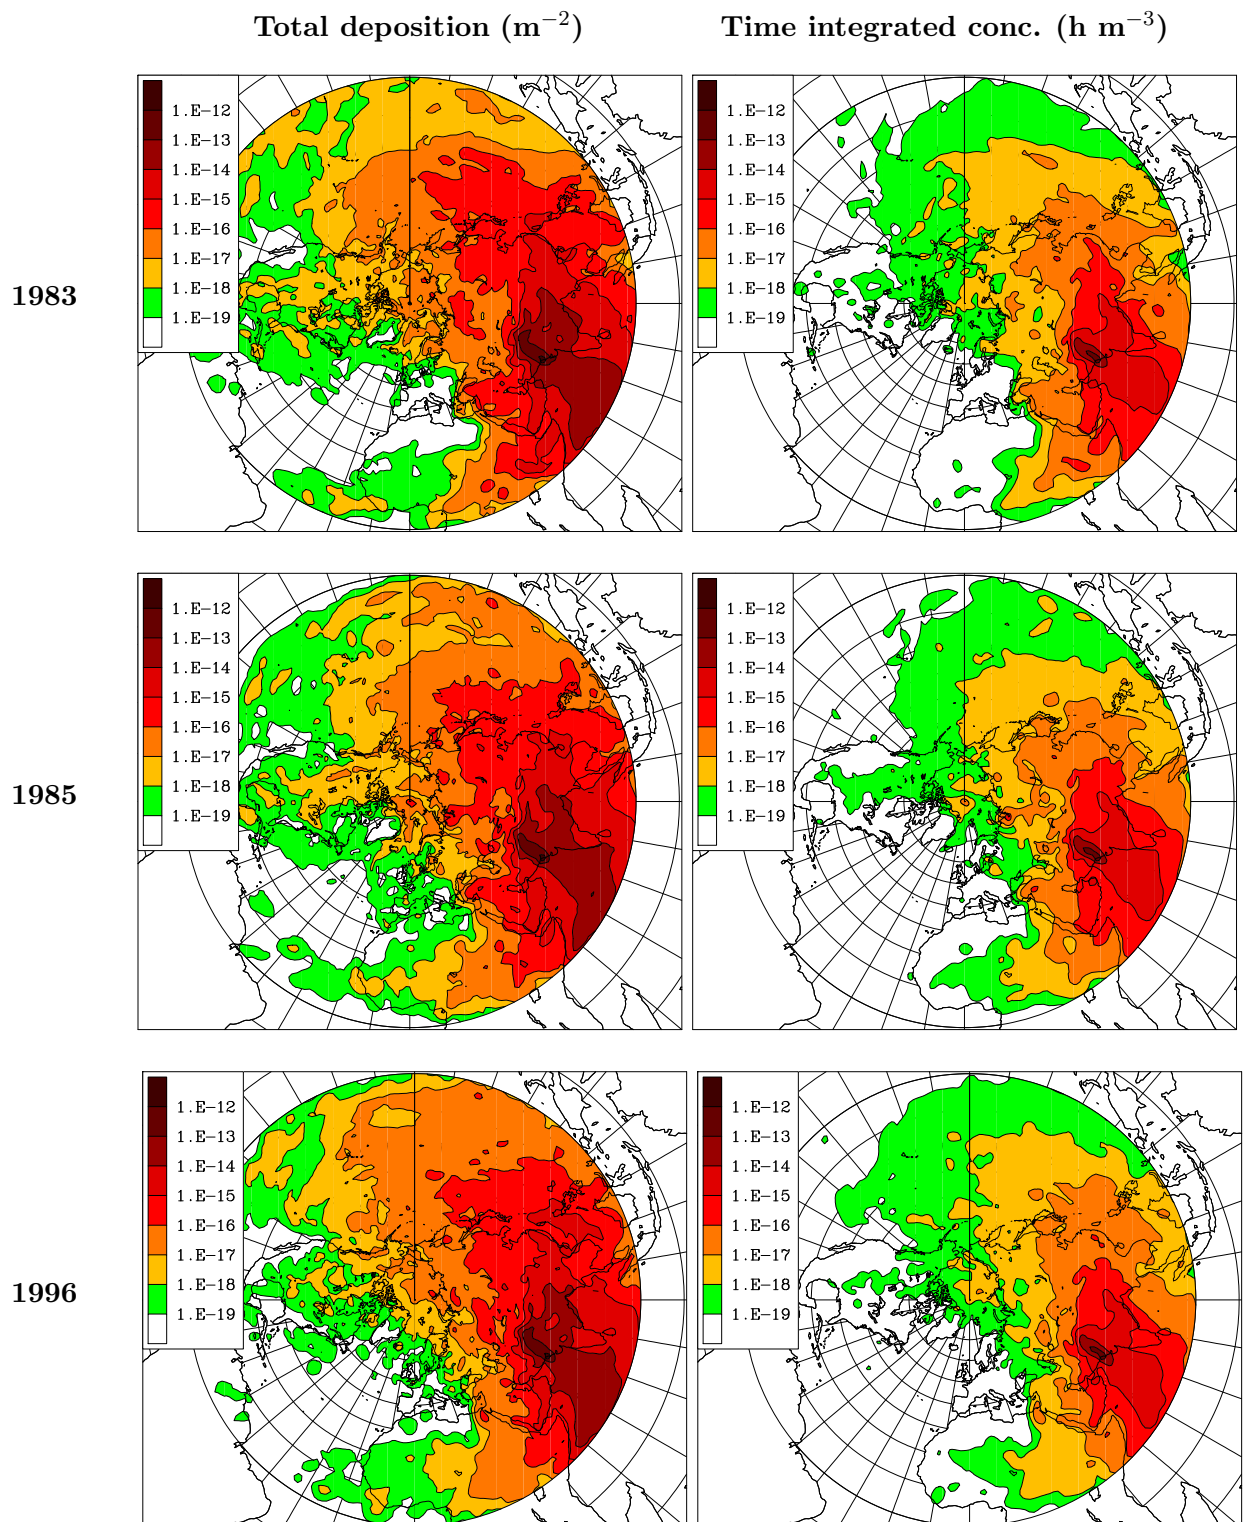 Total deposition (m⁻²) Time integrated conc. (h m⁻³)
1.E−12 1.E−12
1.E−13 1.E−13
1.E−14 1.E−14
1.E−15 1.E−15
1.E−16 1.E−16
1.E−17 1.E−17
1983 1.E−18 1.E−18
1.E−19 1.E−19
1.E−12 1.E−12
1.E−13 1.E−13
1.E−14 1.E−14
1.E−15 1.E−15
1.E−16 1.E−16
1.E−17 1.E−17
1985 1.E−18 1.E−18
1.E−19 1.E−19
1.E−12 1.E−12
1.E−13 1.E−13
1.E−14 1.E−14
1.E−15 1.E−15
1.E−16 1.E−16
1.E−17 1.E−17
1996 1.E−18 1.E−18
1.E−19 1.E−19